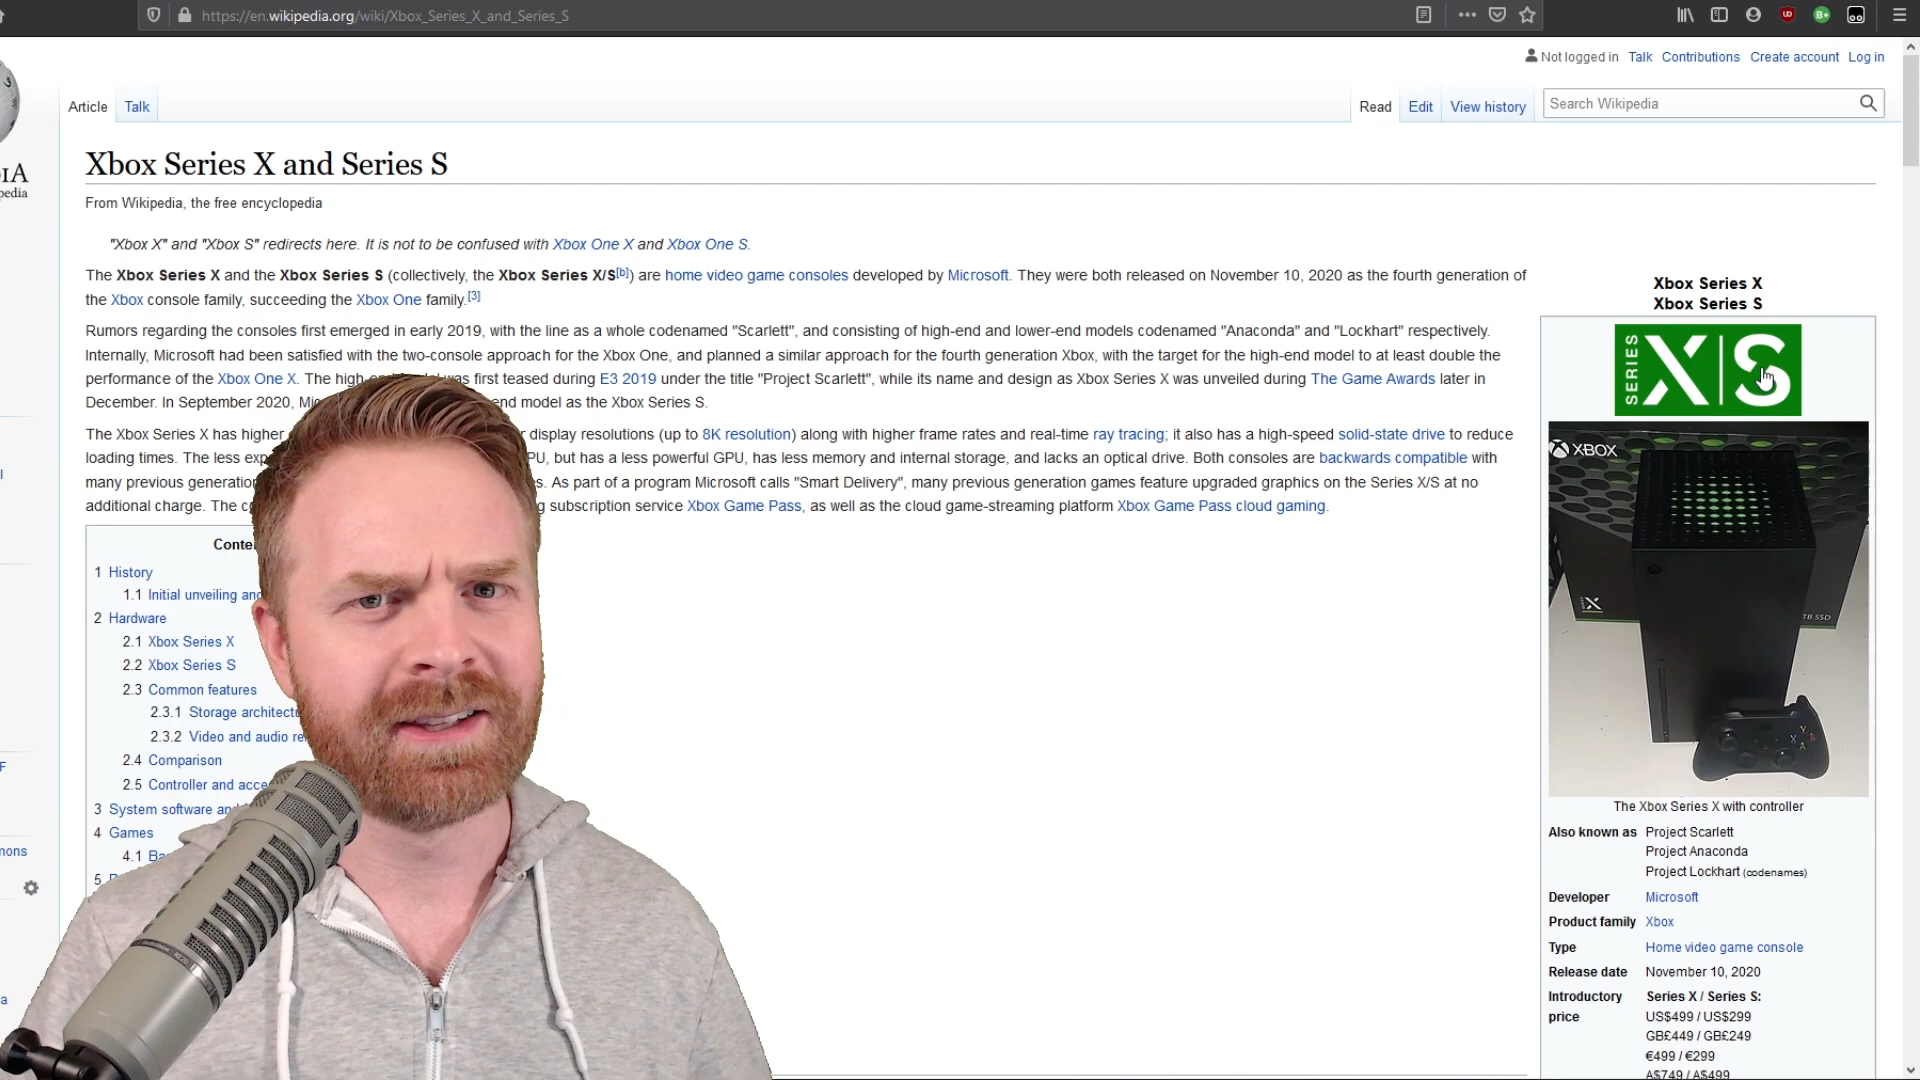 https://en.wikipedia.org/wiki/Xbox_Series_X_and_Series_S
Not logged in Talk Contributions Create account Log in
Article Talk
Read Edit View history Search Wikipedia
pedia
Xbox Series X and Series S
From Wikipedia, the free encyclopedia
"Xbox X" and "Xbox S" redirects here. It is not to be confused with Xbox One X and Xbox One S.
The Xbox Series X and the Xbox Series S (collectively, the Xbox Series X/S[b]) are home video game consoles developed by Microsoft. They were both released on November 10, 2020 as the fourth generation of
the Xbox console family, succeeding the Xbox One family.[3]
Rumors regarding the consoles first emerged in early 2019, with the line as a whole codenamed "Scarlett", and consisting of high-end and lower-end models codenamed "Anaconda" and "Lockhart" respectively.
Internally, Microsoft had been satisfied with the two-console approach for the Xbox One, and planned a similar approach for the fourth generation Xbox, with the target for the high-end model to at least double the
performance of the Xbox One X. The high was first teased during E3 2019 under the title "Project Scarlett", while its name and design as Xbox Series X was unveiled during The Game Awards later in
December. In September 2020, end model as the Xbox Series S.
The Xbox Series X has higher display resolutions (up to 8K resolution) along with higher frame rates and real-time ray tracing; it also has a high-speed solid-state drive to reduce
loading times. The less PU, but has a less powerful GPU, has less memory and internal storage, and lacks an optical drive. Both consoles are backwards compatible with
many previous generation s. As part of a program Microsoft calls "Smart Delivery", many previous generation games feature upgraded graphics on the Series X/S at no
additional charge. The g subscription service Xbox Game Pass, as well as the cloud game-streaming platform Xbox Game Pass cloud gaming.
Conte
1 History
1.1 Initial unveiling
2 Hardware
2.1 Xbox Series X
2.2 Xbox Series S
2.3 Common features
2.3.1 Storage
2.3.2 Video and audio
2.4 Comparison
2.5 Controller and
3 System software
4 Games
4.1
5
Xbox Series X
Xbox Series S
SERIES X|S
XBOX
X
TB SSD
The Xbox Series X with controller
Also known as Project Scarlett
Project Anaconda
Project Lockhart (codenames)
Developer Microsoft
Product family Xbox
Type Home video game console
Release date November 10, 2020
Introductory price Series X / Series S:
US$499 / US$299
GB£449 / GB£249
€499 / €299
A$749 / A$499